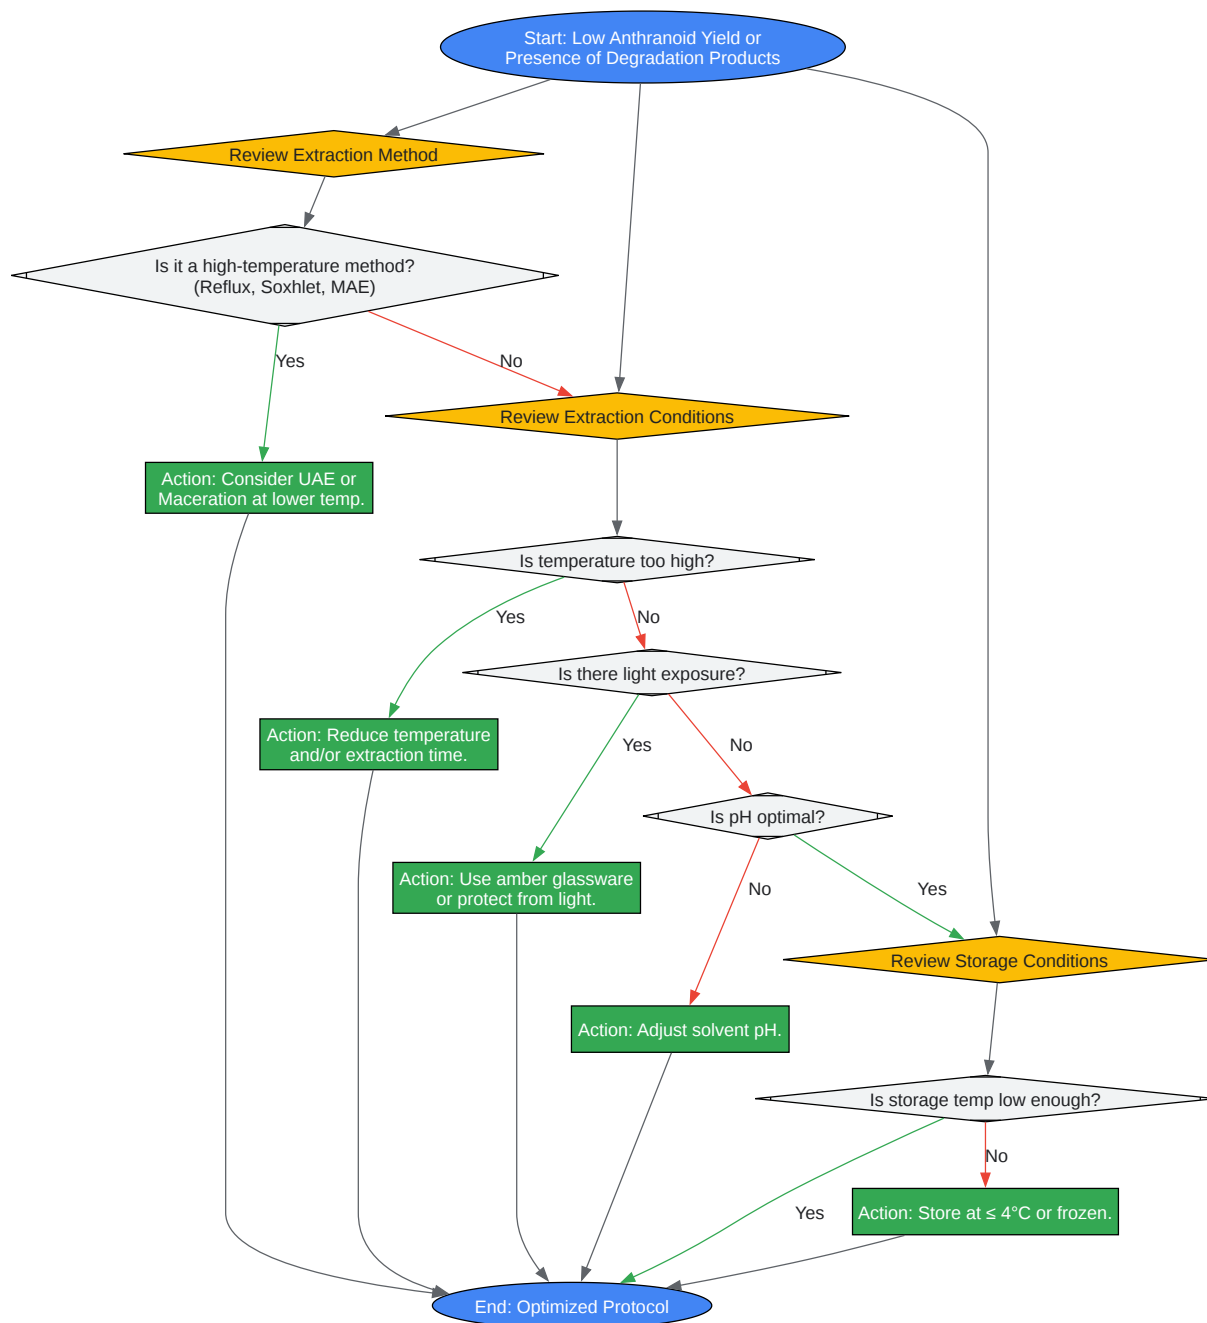 Start: Low Anthranoid Yield or
Presence of Degradation Products
Review Extraction Method
Is it a high-temperature method?
(Reflux, Soxhlet, MAE)
Yes
No
Review Extraction Conditions
Action: Consider UAE or
Maceration at lower temp.
Is temperature too high?
Yes
No
Is there light exposure?
Action: Reduce temperature
and/or extraction time.
Yes
No
Is pH optimal?
Action: Use amber glassware
or protect from light.
No
Yes
Review Storage Conditions
Action: Adjust solvent pH.
Is storage temp low enough?
No
Yes
Action: Store at ≤ 4°C or frozen.
End: Optimized Protocol